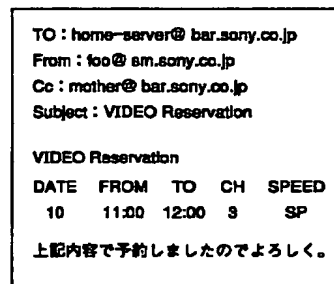 TO : home-server@ bar.sony.co.jp
From : foo@ sm.sony.co.jp
Cc : mother@ bar.sony.co.jp
Subject : VIDEO Reservation
VIDEO Reservation
DATE FROM TO CH SPEED
10 11:00 12:00 3 SP
上記内容で予約しましたのでよろしく。